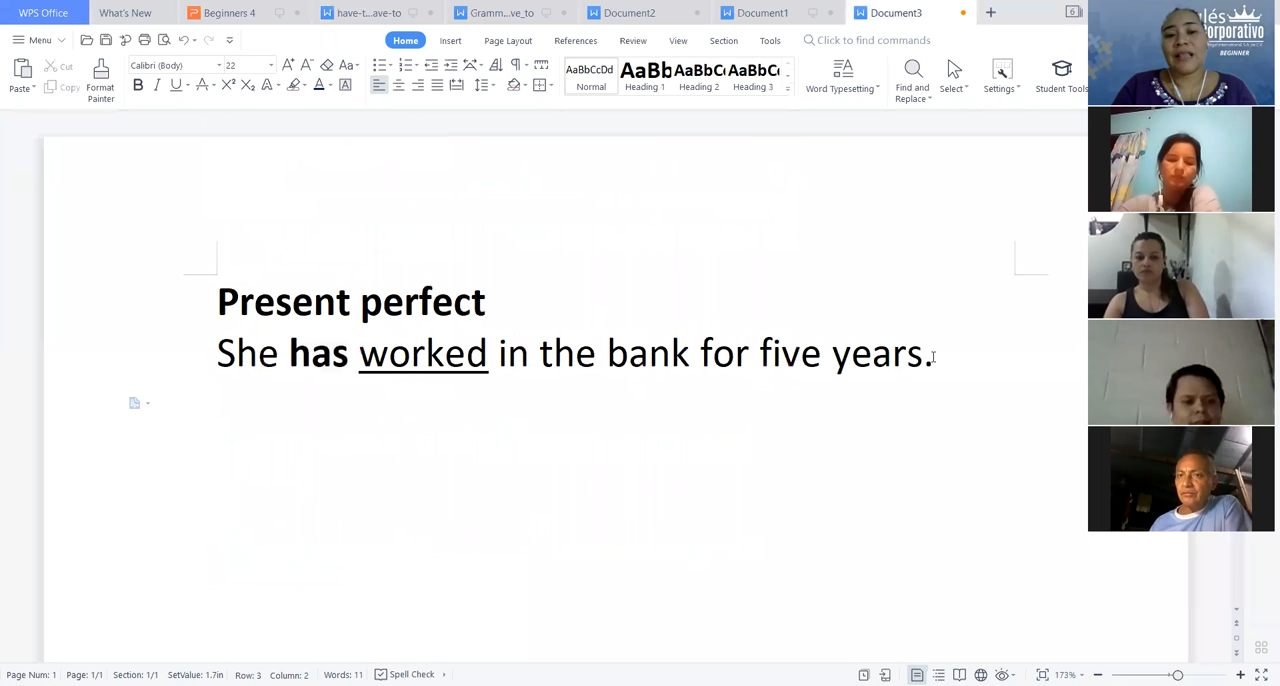 WPS Office What's New Beginners 4 have-t...ave-to Gramm...ve_to Document2 Document1 Document3 6
Menu Home Insert Page Layout References Review View Section Tools Click to find commands
Paste Cut Copy Format Painter Calibri (Body) 22 AaBbCcDd Normal AaBb Heading 1 AaBbCc Heading 2 AaBbCc Heading 3 Word Typesetting Find and Replace Select Settings Student Tools
Corporativo
BEGINNER
Present perfect
She has worked in the bank for five years.
Page Num: 1 Page: 1/1 Section: 1/1 SetValue: 1.7in Row: 3 Column: 2 Words: 11 Spell Check 173%